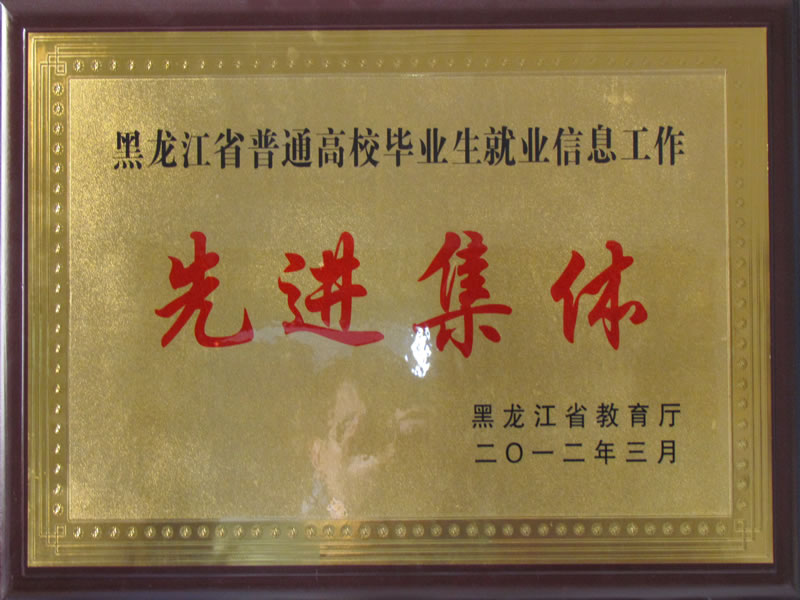 黑龙江省普通高校毕业生就业信息工作
先进集体
黑龙江省教育厅
二〇一二年三月